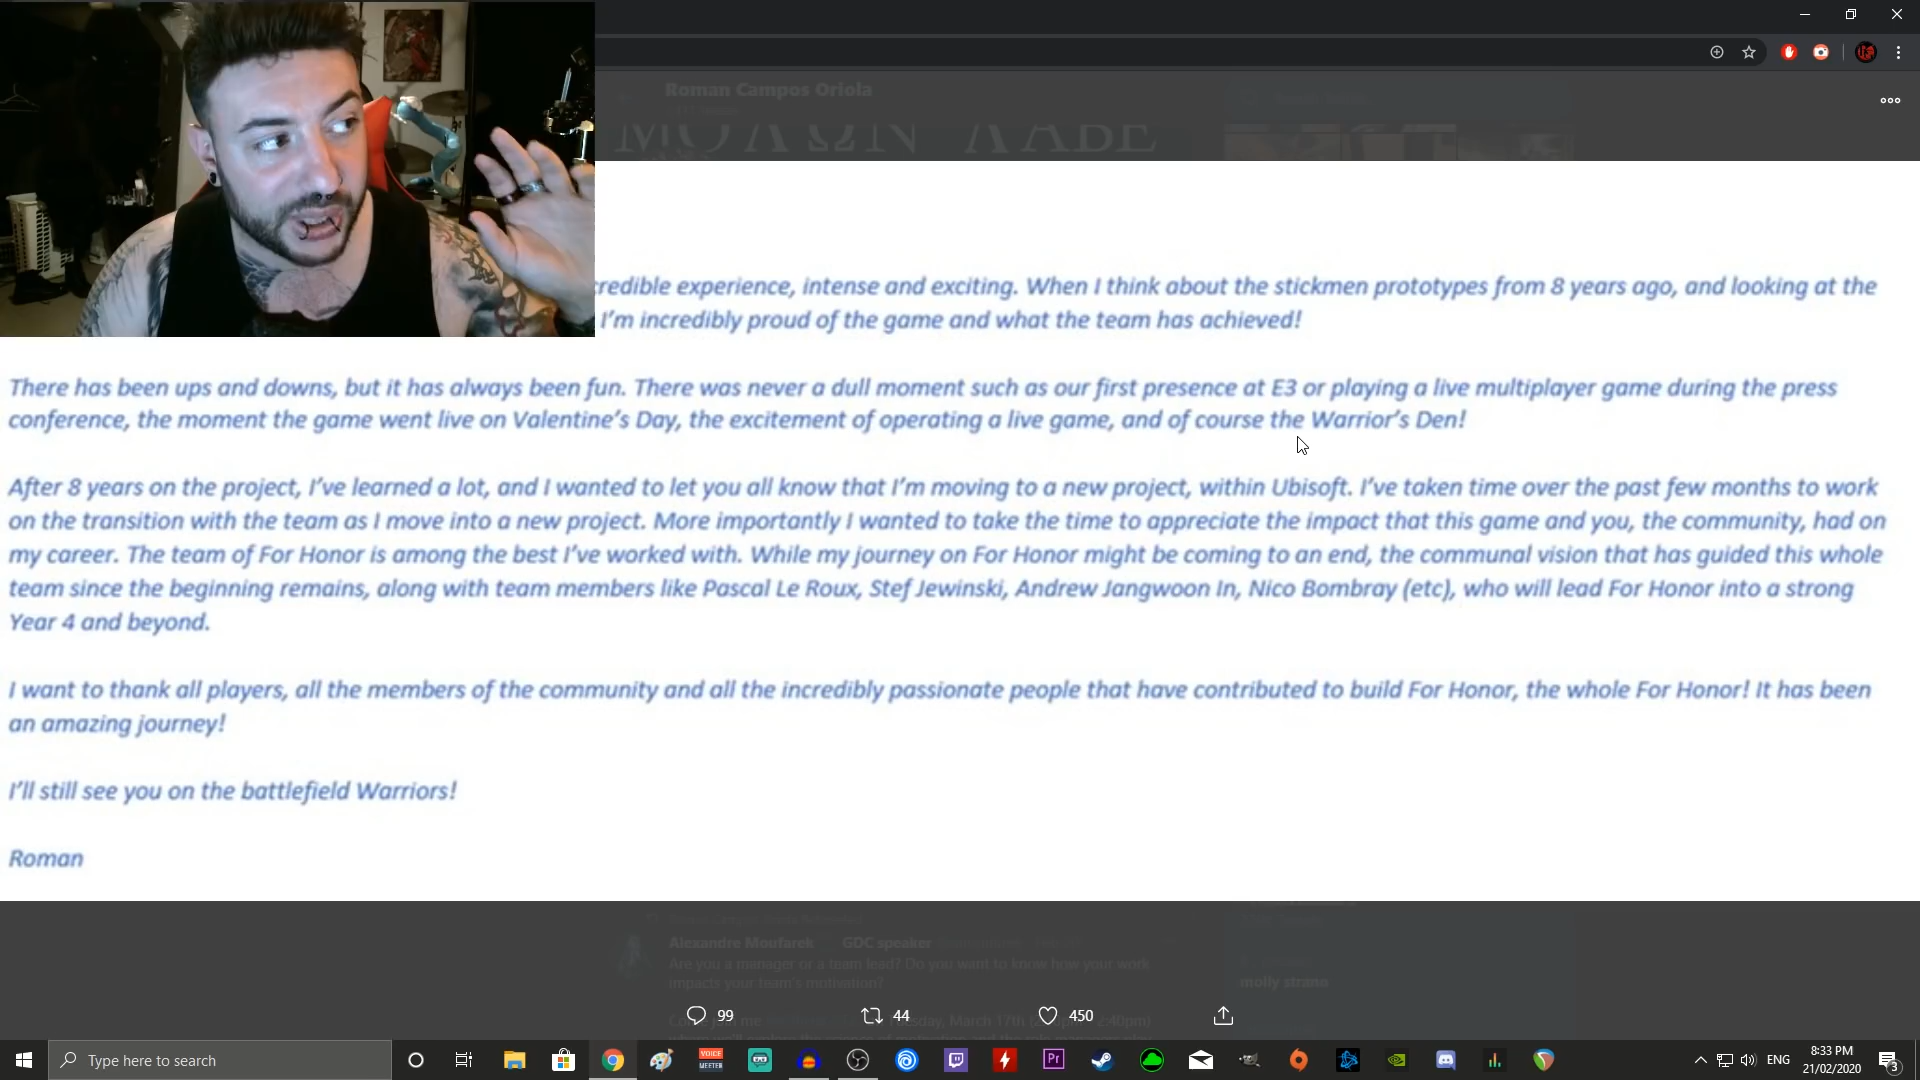 Roman Campos Oriola
ΜΟΛΩΝ ΛΑΒΕ
credible experience, intense and exciting. When I think about the stickmen prototypes from 8 years ago, and looking at the
I'm incredibly proud of the game and what the team has achieved!
There has been ups and downs, but it has always been fun. There was never a dull moment such as our first presence at E3 or playing a live multiplayer game during the press
conference, the moment the game went live on Valentine's Day, the excitement of operating a live game, and of course the Warrior's Den!
After 8 years on the project, I've learned a lot, and I wanted to let you all know that I'm moving to a new project, within Ubisoft. I've taken time over the past few months to work
on the transition with the team as I move into a new project. More importantly I wanted to take the time to appreciate the impact that this game and you, the community, had on
my career. The team of For Honor is among the best I've worked with. While my journey on For Honor might be coming to an end, the communal vision that has guided this whole
team since the beginning remains, along with team members like Pascal Le Roux, Stef Jewinski, Andrew Jangwoon In, Nico Bombray (etc), who will lead For Honor into a strong
Year 4 and beyond.
I want to thank all players, all the members of the community and all the incredibly passionate people that have contributed to build For Honor, the whole For Honor! It has been
an amazing journey!
I'll still see you on the battlefield Warriors!
Roman
Alexandre Moufarek GDC speaker
Are you a manager or a team lead? Do you want to know how your work
impacts your team's motivation?
molly strano
Tuesday, March 17th
99 44 450
Type here to search
VOICE MEETER
Pr
ENG
8:33 PM
21/02/2020
3